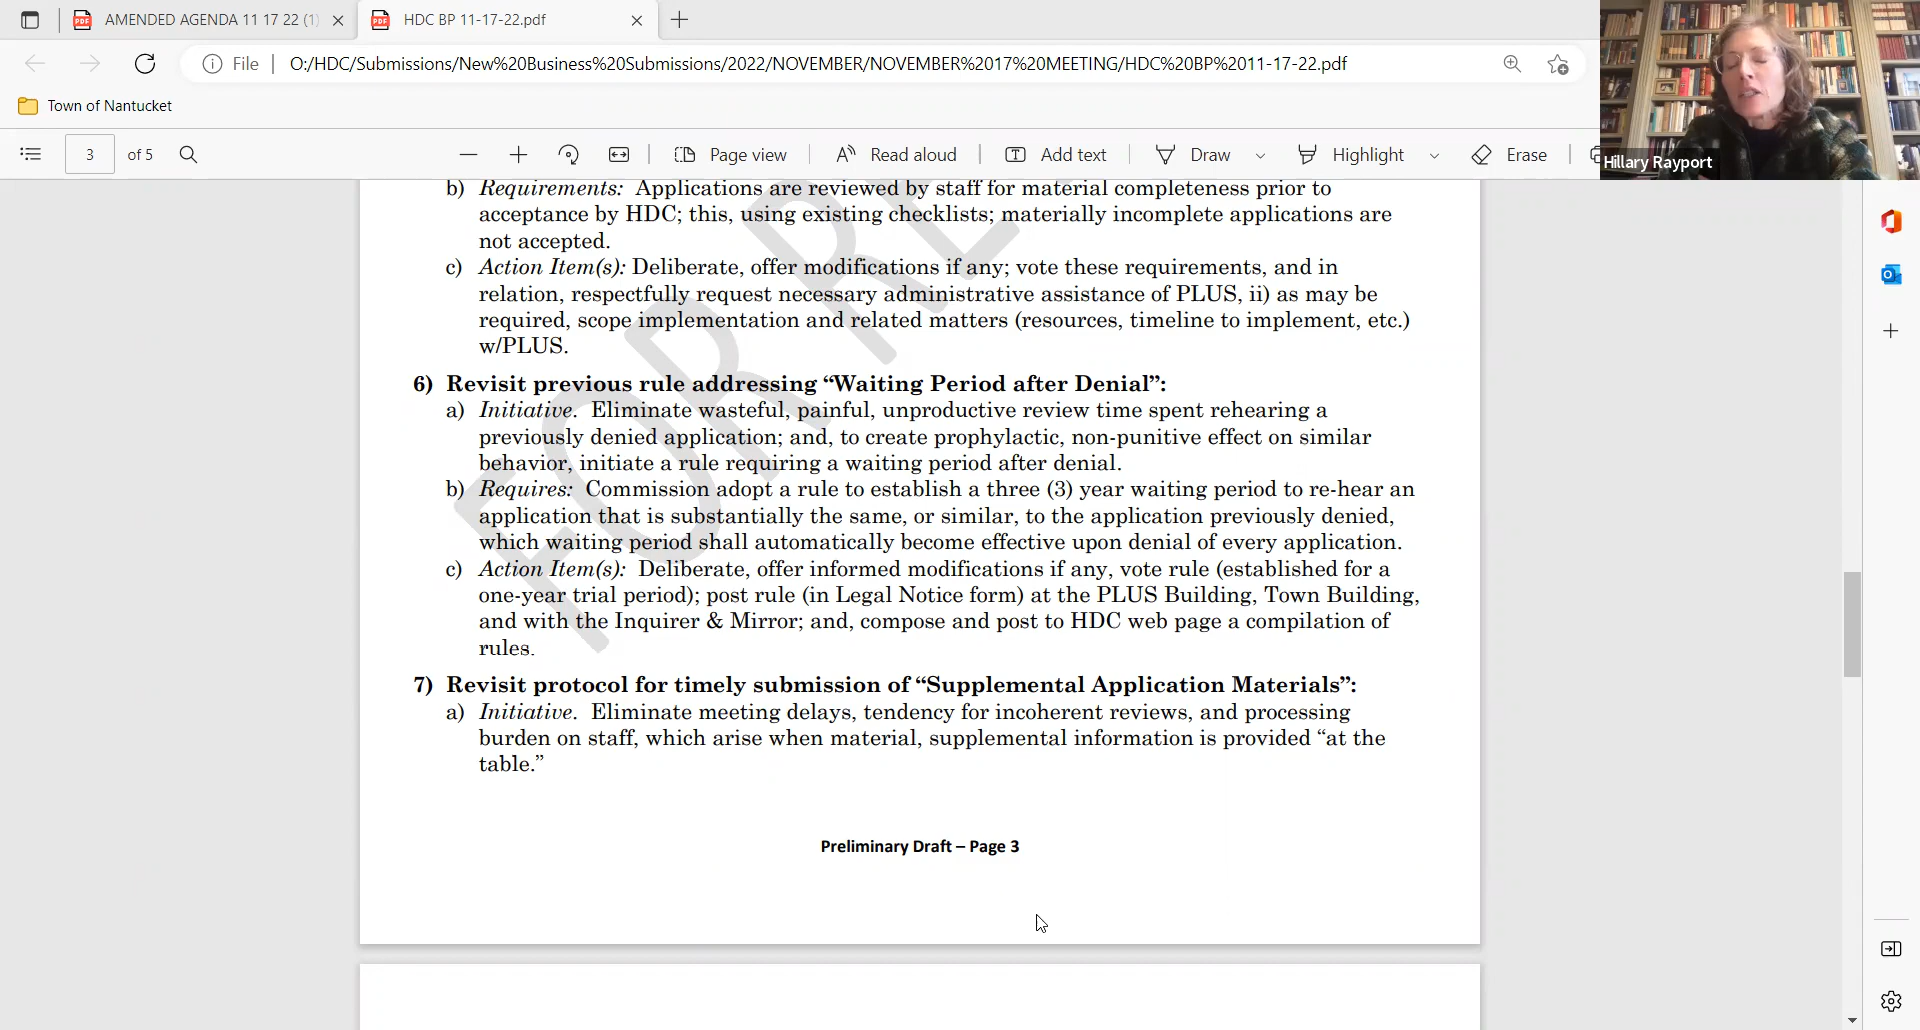 AMENDED AGENDA 11 17 22 (1)
HDC BP 11-17-22.pdf
File
O:/HDC/Submissions/New%20Business%20Submissions/2022/NOVEMBER/NOVEMBER%2017%20MEETING/HDC%20BP%2011-17-22.pdf
Town of Nantucket
3 of 5
Page view
Read aloud
Add text
Draw
Highlight
Erase
Hillary Rayport
b) Requirements: Applications are reviewed by staff for material completeness prior to
acceptance by HDC; this, using existing checklists; materially incomplete applications are
not accepted.
c) Action Item(s): Deliberate, offer modifications if any; vote these requirements, and in
relation, respectfully request necessary administrative assistance of PLUS, ii) as may be
required, scope implementation and related matters (resources, timeline to implement, etc.)
w/PLUS.
6) Revisit previous rule addressing “Waiting Period after Denial”:
a) Initiative. Eliminate wasteful, painful, unproductive review time spent rehearing a
previously denied application; and, to create prophylactic, non-punitive effect on similar
behavior, initiate a rule requiring a waiting period after denial.
b) Requires: Commission adopt a rule to establish a three (3) year waiting period to re-hear an
application that is substantially the same, or similar, to the application previously denied,
which waiting period shall automatically become effective upon denial of every application.
c) Action Item(s): Deliberate, offer informed modifications if any, vote rule (established for a
one-year trial period); post rule (in Legal Notice form) at the PLUS Building, Town Building,
and with the Inquirer & Mirror; and, compose and post to HDC web page a compilation of
rules.
7) Revisit protocol for timely submission of “Supplemental Application Materials”:
a) Initiative. Eliminate meeting delays, tendency for incoherent reviews, and processing
burden on staff, which arise when material, supplemental information is provided “at the
table.”
Preliminary Draft – Page 3
FOR RE